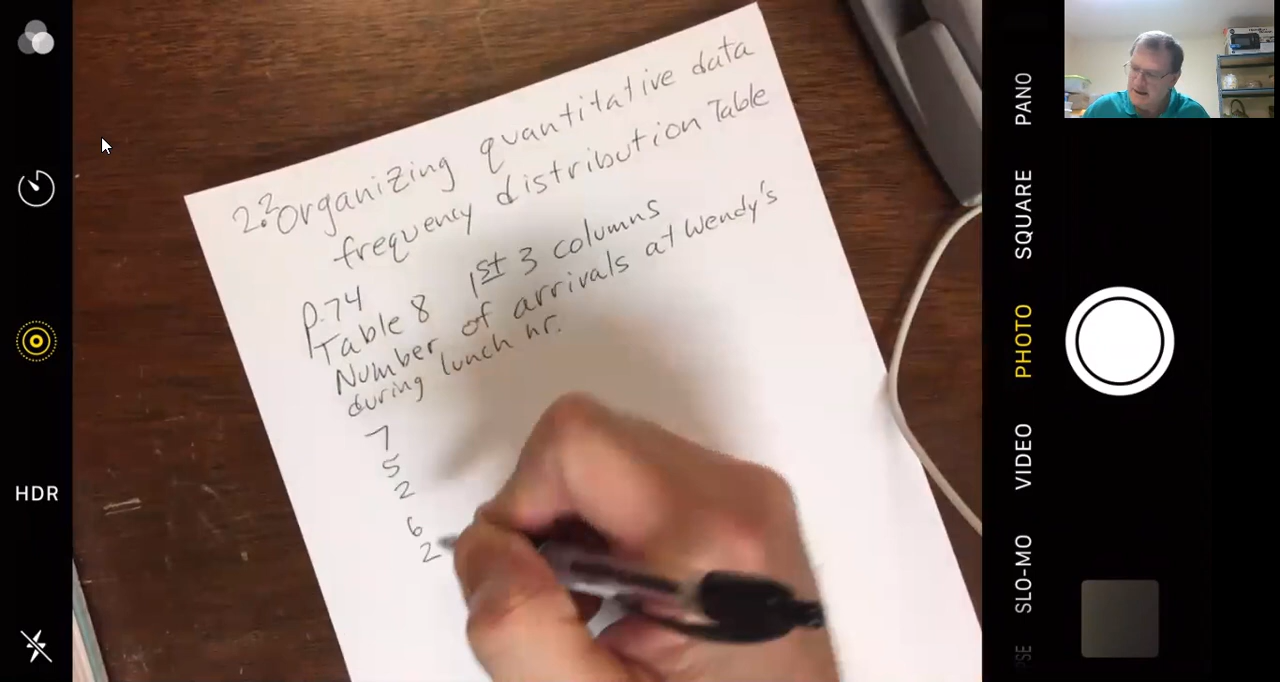 2.2 Organizing quantitative data
frequency distribution Table
P.74
Table 8 1st 3 columns
Number of arrivals at Wendy's
during lunch hr.
7
5
2
6
2
HDR
PANO
SQUARE
PHOTO
VIDEO
SLO-MO